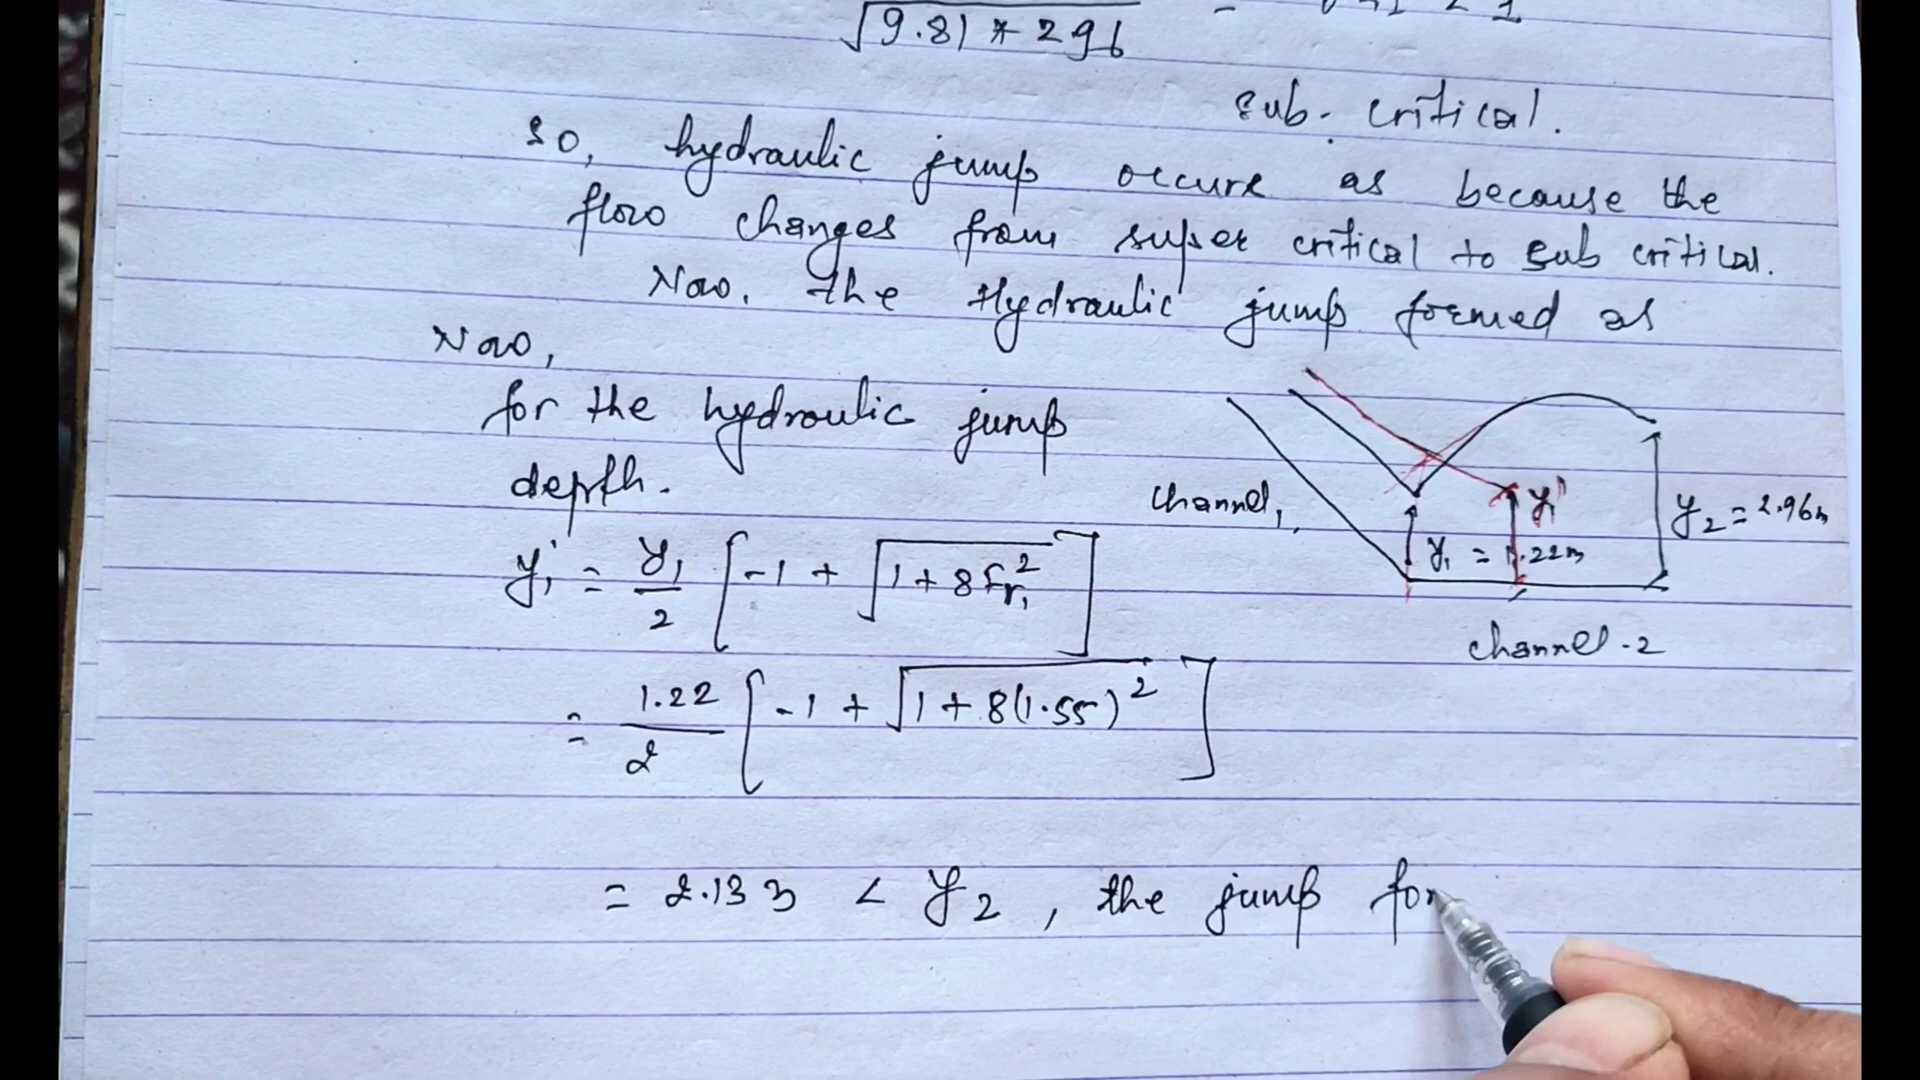 √9.81 * 296
sub-critical.
so, hydraulic jump occure as because the
flow changes from super critical to sub critical.
Now, the Hydraulic jump formed as
Now,
for the hydraulic jump
depth.
channel,
y₁' = y₁/2 [-1 + √1 + 8Fr₁²]
y₁ = 1.22m
y₁'
y₂ = 2.96m
channel-2
= 1.22/2 [-1 + √1 + 8(1.55)²]
= 2.133 < y₂, the jump for